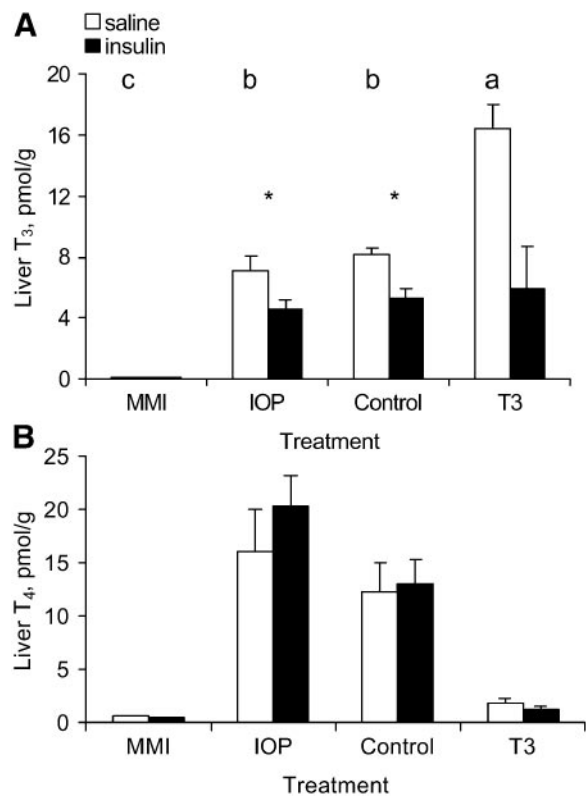 A
saline
insulin
20
16
12
8
4
0
Liver T3, pmol/g
c
b
b
a
*
*
MMI
IOP
Control
T3
Treatment
B
25
20
15
10
5
0
Liver T4, pmol/g
MMI
IOP
Control
T3
Treatment